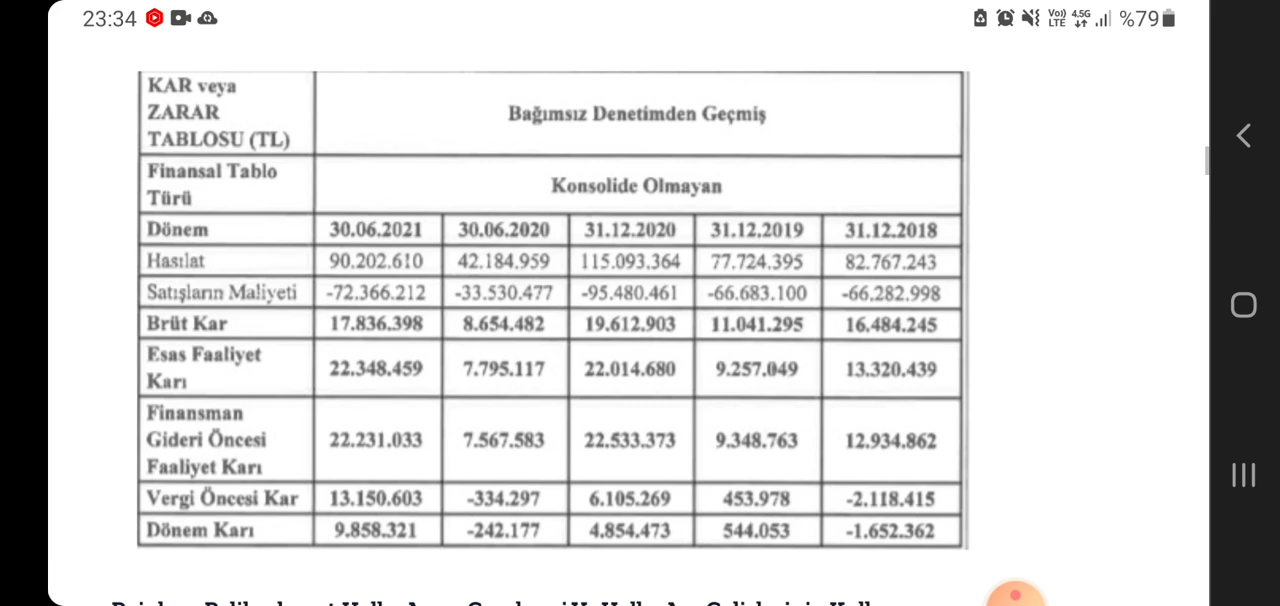 23:34 Vo)) LTE 4.5G %79
KAR veya
ZARAR
TABLOSU (TL)
Bağımsız Denetimden Geçmiş
Finansal Tablo
Türü
Konsolide Olmayan
Dönem 30.06.2021 30.06.2020 31.12.2020 31.12.2019 31.12.2018
Hasılat 90.202.610 42.184.959 115.093.364 77.724.395 82.767.243
Satışların Maliyeti -72.366.212 -33.530.477 -95.480.461 -66.683.100 -66.282.998
Brüt Kar 17.836.398 8.654.482 19.612.903 11.041.295 16.484.245
Esas Faaliyet
Karı
22.348.459 7.795.117 22.014.680 9.257.049 13.320.439
Finansman
Gideri Öncesi
Faaliyet Karı
22.231.033 7.567.583 22.533.373 9.348.763 12.934.862
Vergi Öncesi Kar 13.150.603 -334.297 6.105.269 453.978 -2.118.415
Dönem Karı 9.858.321 -242.177 4.854.473 544.053 -1.652.362